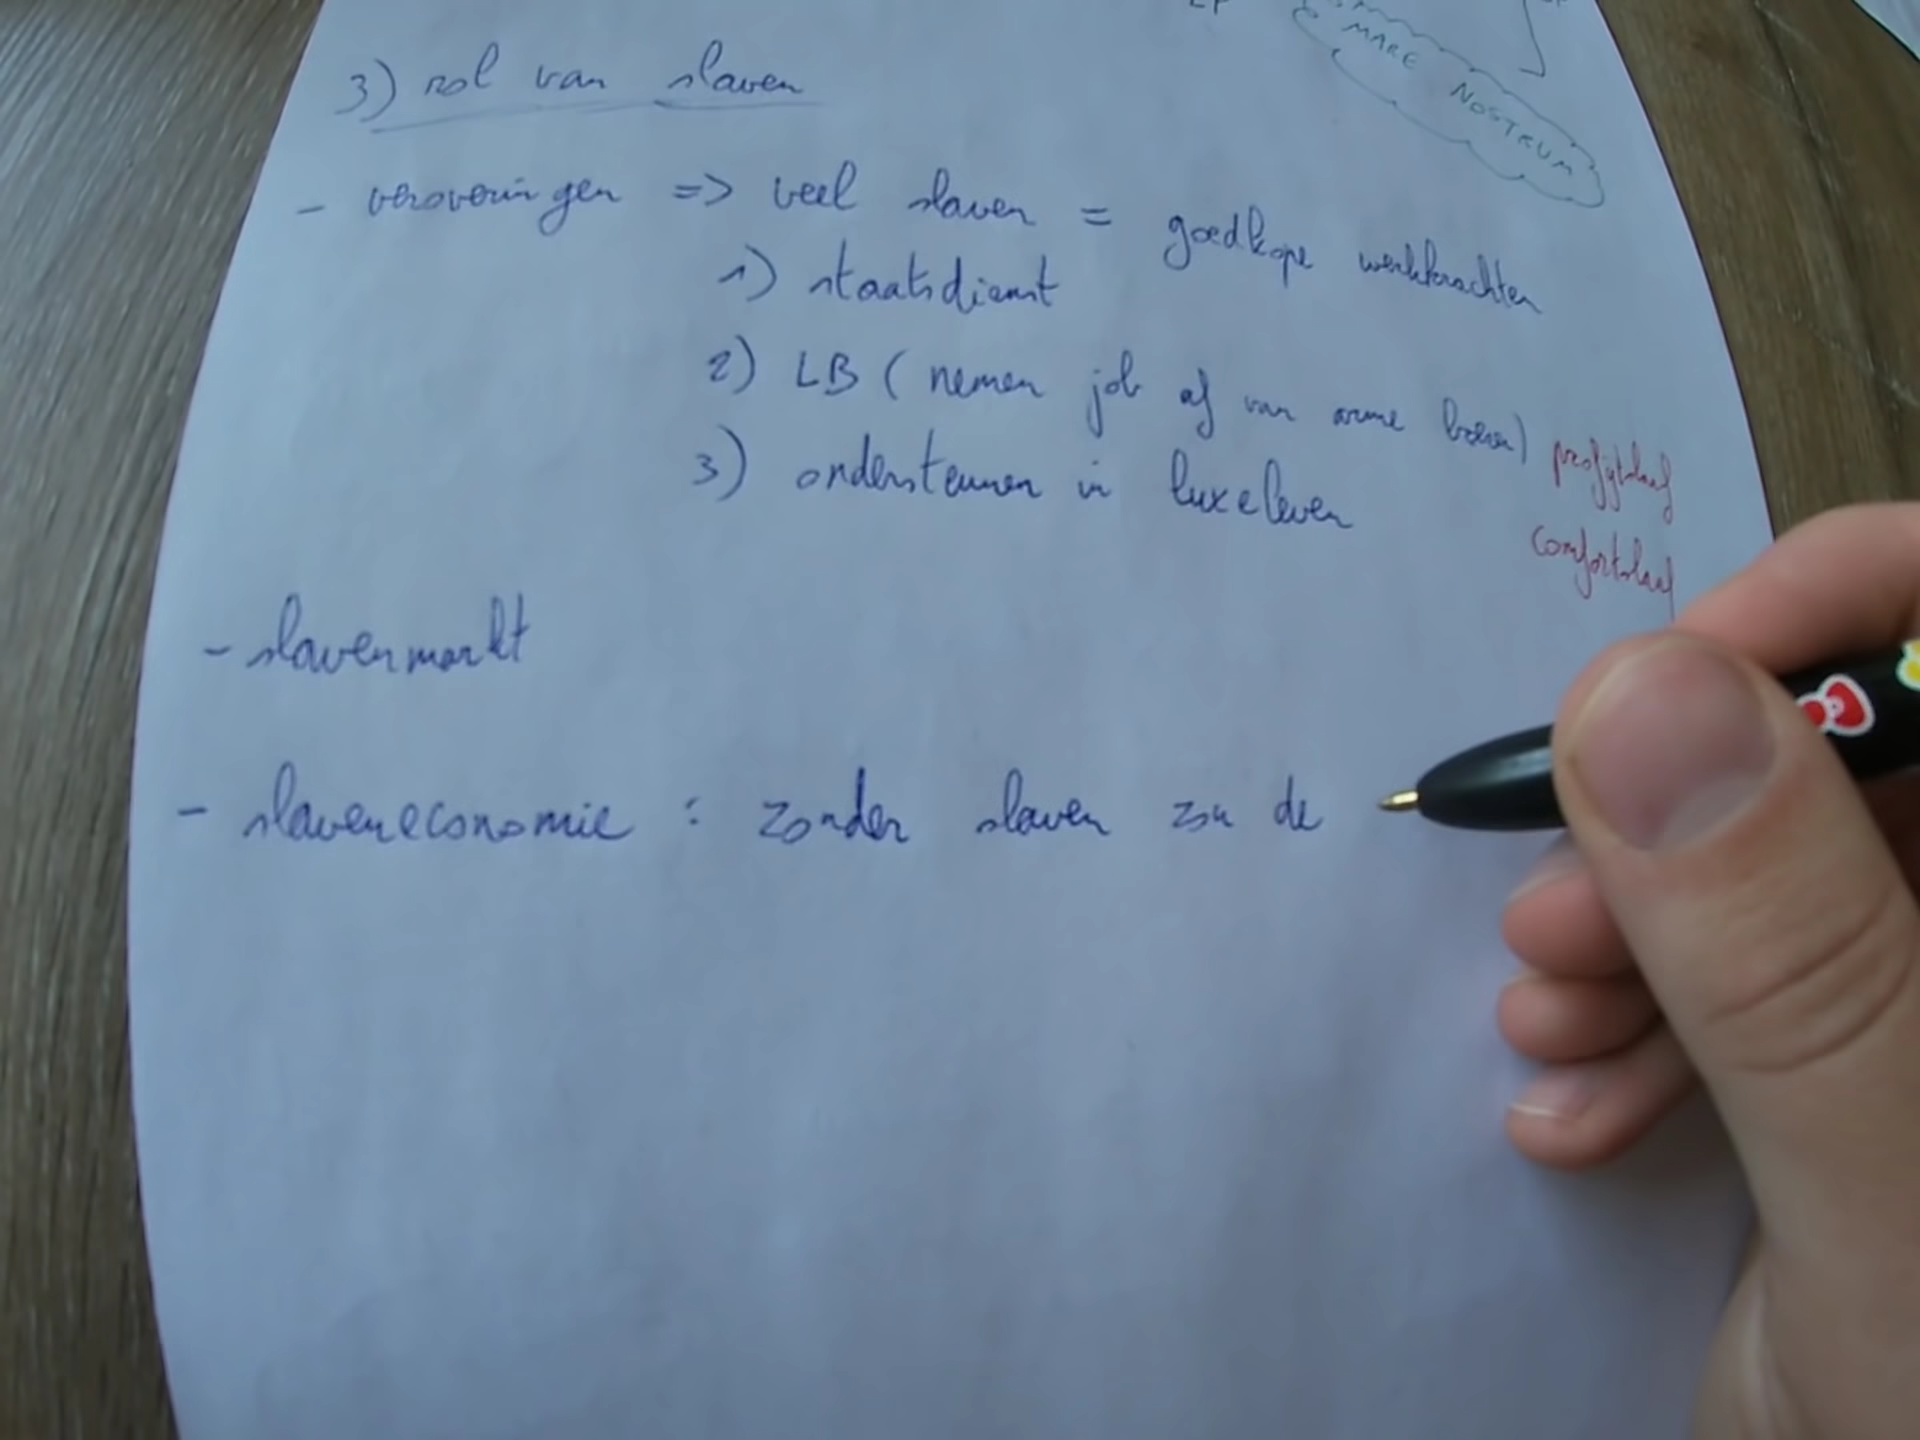 MARE NOSTRUM
3) rol van slaven
- veroveringen => veel slaven = goedkope werkkrachten
1) staatsdienst
2) LB ( nemen job af van arme boeren) profijtslaaf
3) ondersteunen in luxeleven comfortslaaf
- slavenmarkt
- slaveneconomie : zonder slaven zou de